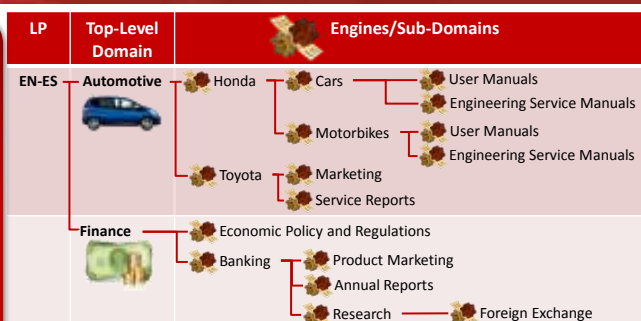 LP Top-Level Domain Engines/Sub-Domains
EN-ES Automotive Honda Cars User Manuals
Engineering Service Manuals
Motorbikes User Manuals
Engineering Service Manuals
Toyota Marketing
Service Reports
Finance Economic Policy and Regulations
Banking Product Marketing
Annual Reports
Research Foreign Exchange